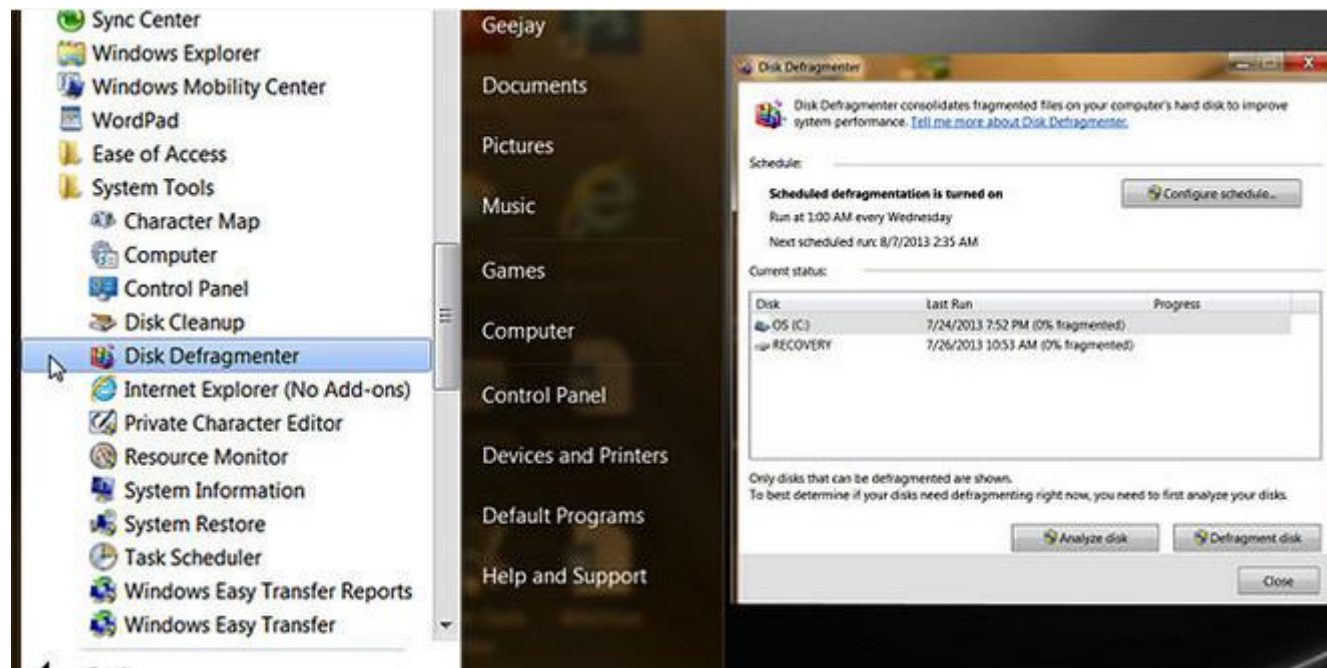 Sync Center
Windows Explorer
Windows Mobility Center
WordPad
Ease of Access
System Tools
Character Map
Computer
Control Panel
Disk Cleanup
Disk Defragmenter
Internet Explorer (No Add-ons)
Private Character Editor
Resource Monitor
System Information
System Restore
Task Scheduler
Windows Easy Transfer Reports
Windows Easy Transfer
Geejay
Documents
Pictures
Music
Games
Computer
Control Panel
Devices and Printers
Default Programs
Help and Support
Disk Defragmenter
Disk Defragmenter consolidates fragmented files on your computer's hard disk to improve
system performance. Tell me more about Disk Defragmenter.
Schedule:
Scheduled defragmentation is turned on
Configure schedule...
Run at 1:00 AM every Wednesday
Next scheduled run: 8/7/2013 2:35 AM
Current status:
Disk Last Run Progress
OS (C:) 7/24/2013 7:52 PM (0% fragmented)
RECOVERY 7/26/2013 10:53 AM (0% fragmented)
Only disks that can be defragmented are shown.
To best determine if your disks need defragmenting right now, you need to first analyze your disks.
Analyze disk Defragment disk
Close